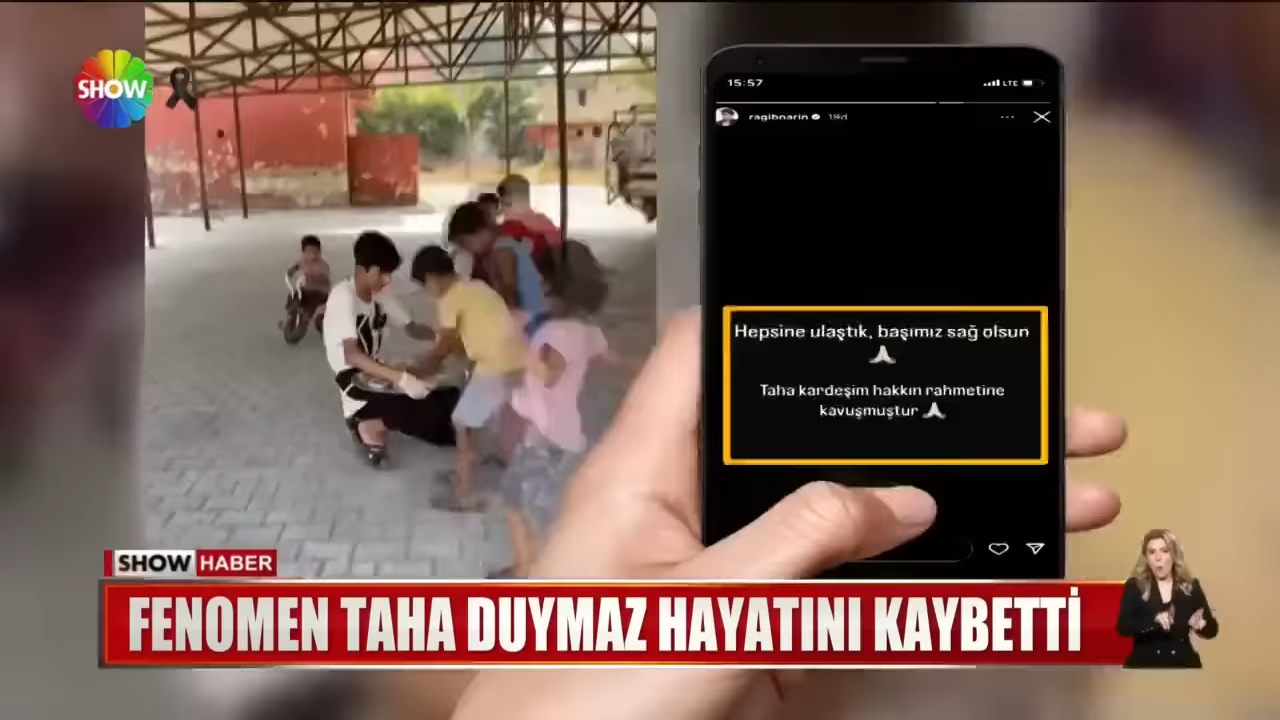 SHOW
15:57
LTE
ragibnarin 19d
Hepsine ulaştık, başımız sağ olsun
Taha kardeşim hakkın rahmetine
kavuşmuştur
SHOW HABER
FENOMEN TAHA DUYMAZ HAYATINI KAYBETTİ